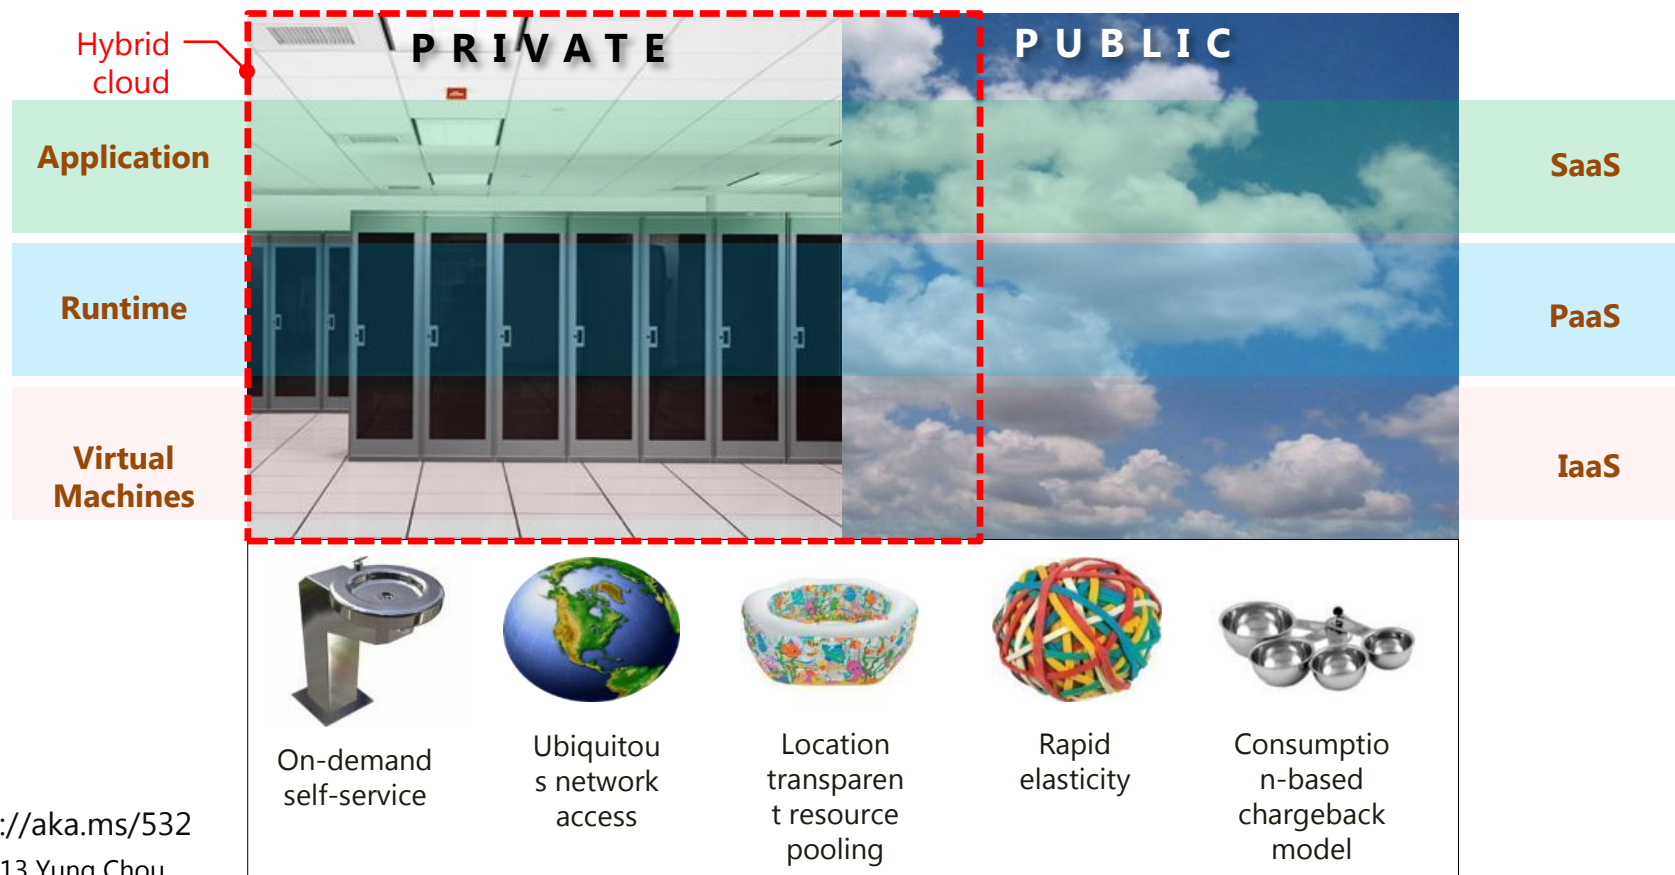 Hybrid
cloud
PRIVATE
PUBLIC
Application
SaaS
Runtime
PaaS
Virtual
Machines
IaaS
On-demand
self-service
Ubiquitou
s network
access
Location
transparen
t resource
pooling
Rapid
elasticity
Consumptio
n-based
chargeback
model
://aka.ms/532
13 Yung Chou